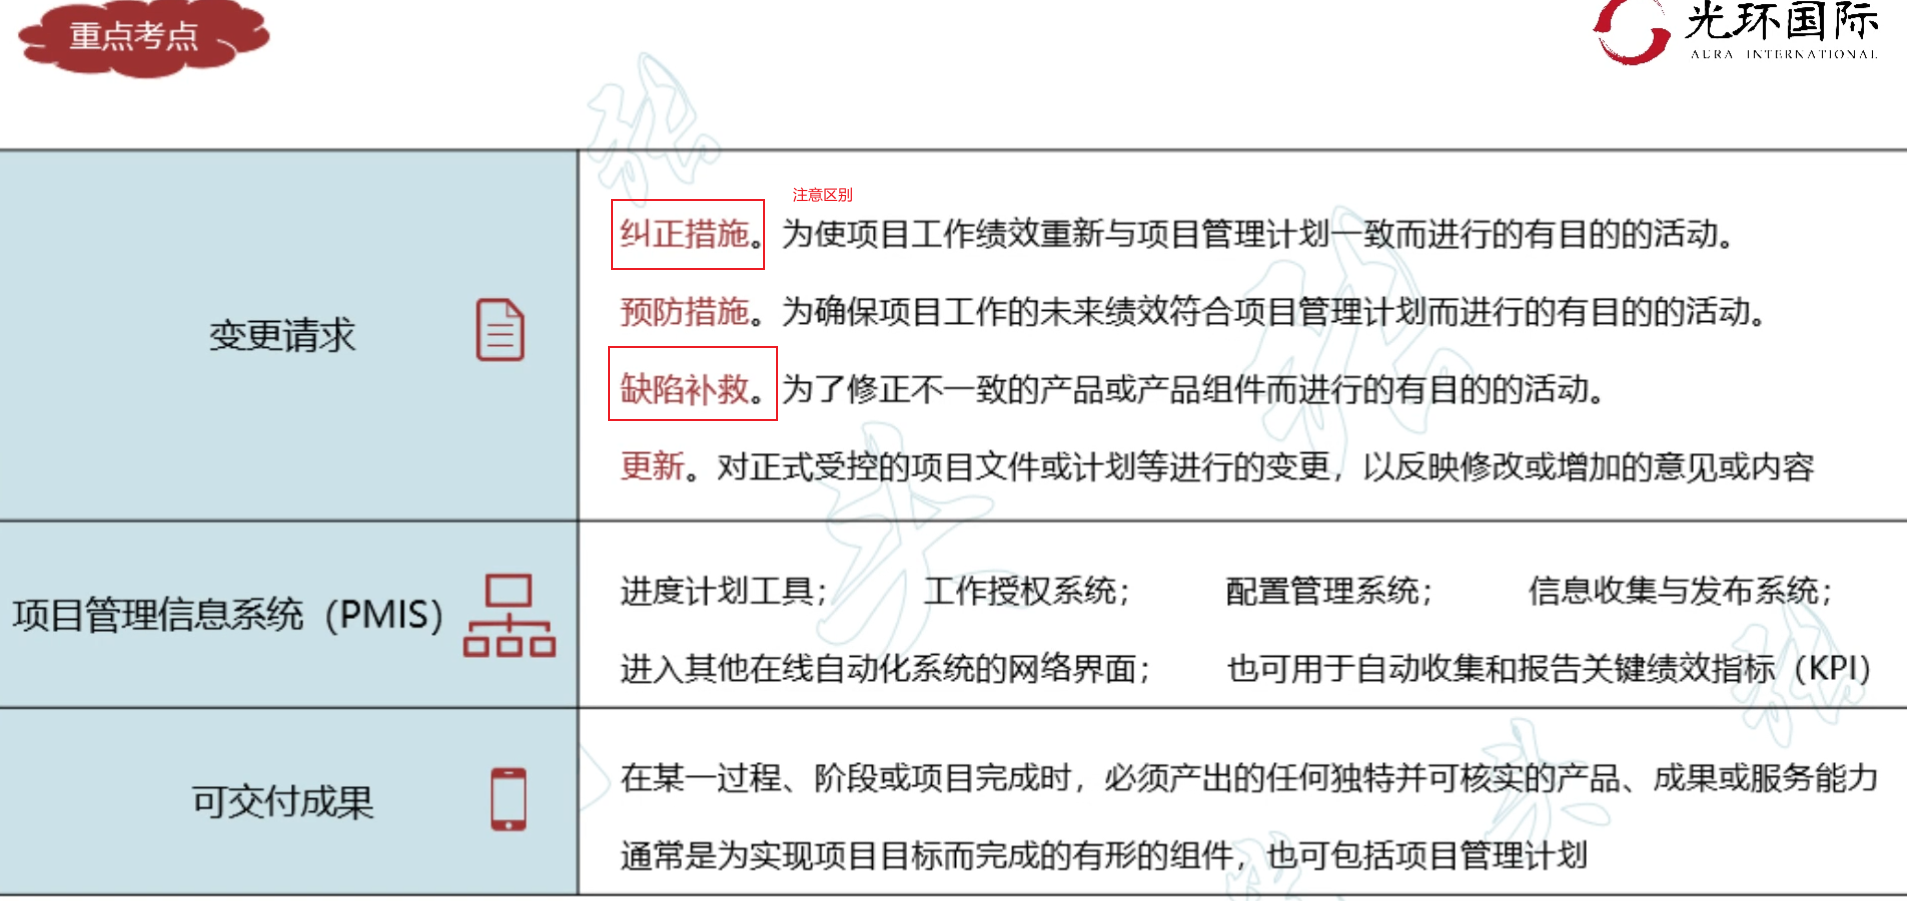 重点考点
光环国际
AURA INTERNATIONAL
注意区别
纠正措施。为使项目工作绩效重新与项目管理计划一致而进行的有目的的活动。
预防措施。为确保项目工作的未来绩效符合项目管理计划而进行的有目的的活动。
变更请求
缺陷补救。为了修正不一致的产品或产品组件而进行的有目的的活动。
更新。对正式受控的项目文件或计划等进行的变更，以反映修改或增加的意见或内容
进度计划工具； 工作授权系统； 配置管理系统； 信息收集与发布系统；
项目管理信息系统（PMIS）
进入其他在线自动化系统的网络界面； 也可用于自动收集和报告关键绩效指标（KPI）
在某一过程、阶段或项目完成时，必须产出的任何独特并可核实的产品、成果或服务能力
可交付成果
通常是为实现项目目标而完成的有形的组件，也可包括项目管理计划